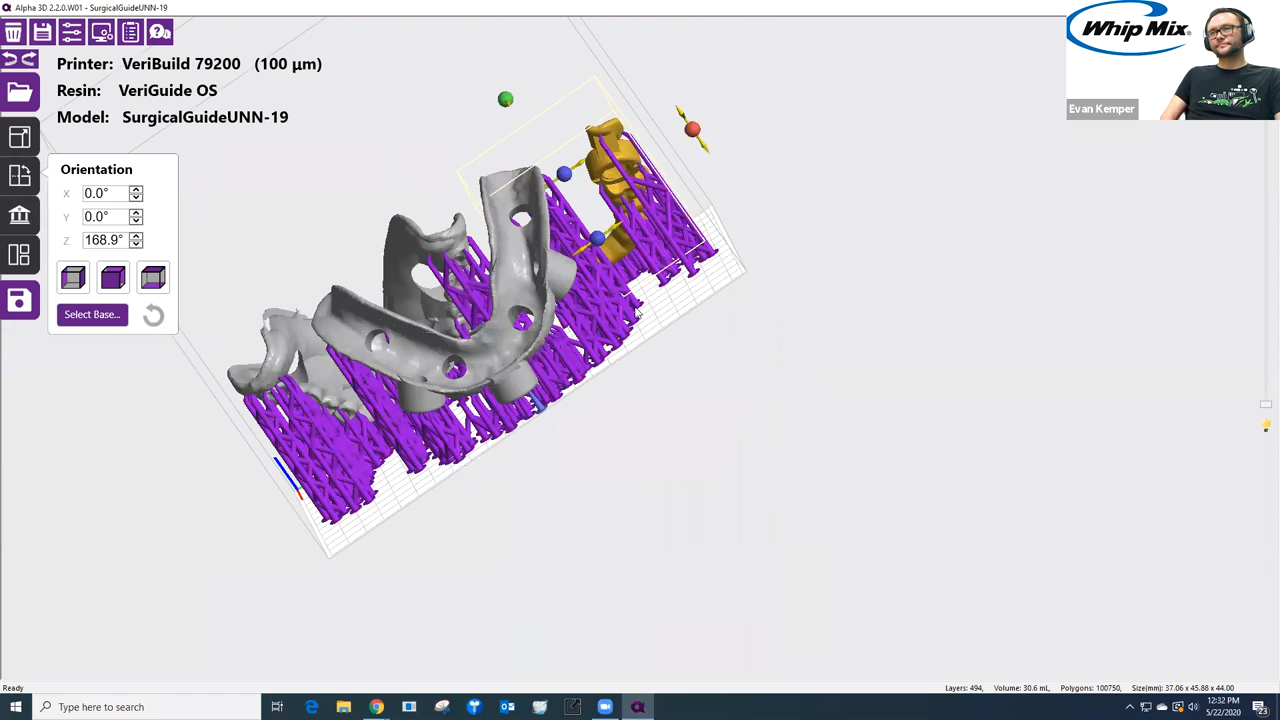 Alpha 3D 2.2.0.W01 - SurgicalGuideUNN-19
Printer: VeriBuild 79200 (100 µm)
Resin: VeriGuide OS
Model: SurgicalGuideUNN-19
Whip Mix®
Evan Kemper
Orientation
X 0.0°
Y 0.0°
Z 168.9°
Select Base...
Ready
Layers: 494, Volume: 30.6 mL, Polygons: 100750, Size(mm): 37.06 x 45.88 x 44.00
Type here to search
12:32 PM
5/22/2020
23